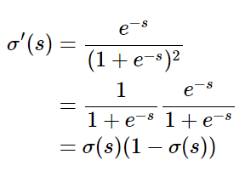 σ′(s) = e⁻ˢ / (1 + e⁻ˢ)²
= 1 / (1 + e⁻ˢ) e⁻ˢ / (1 + e⁻ˢ)
= σ(s)(1 − σ(s))